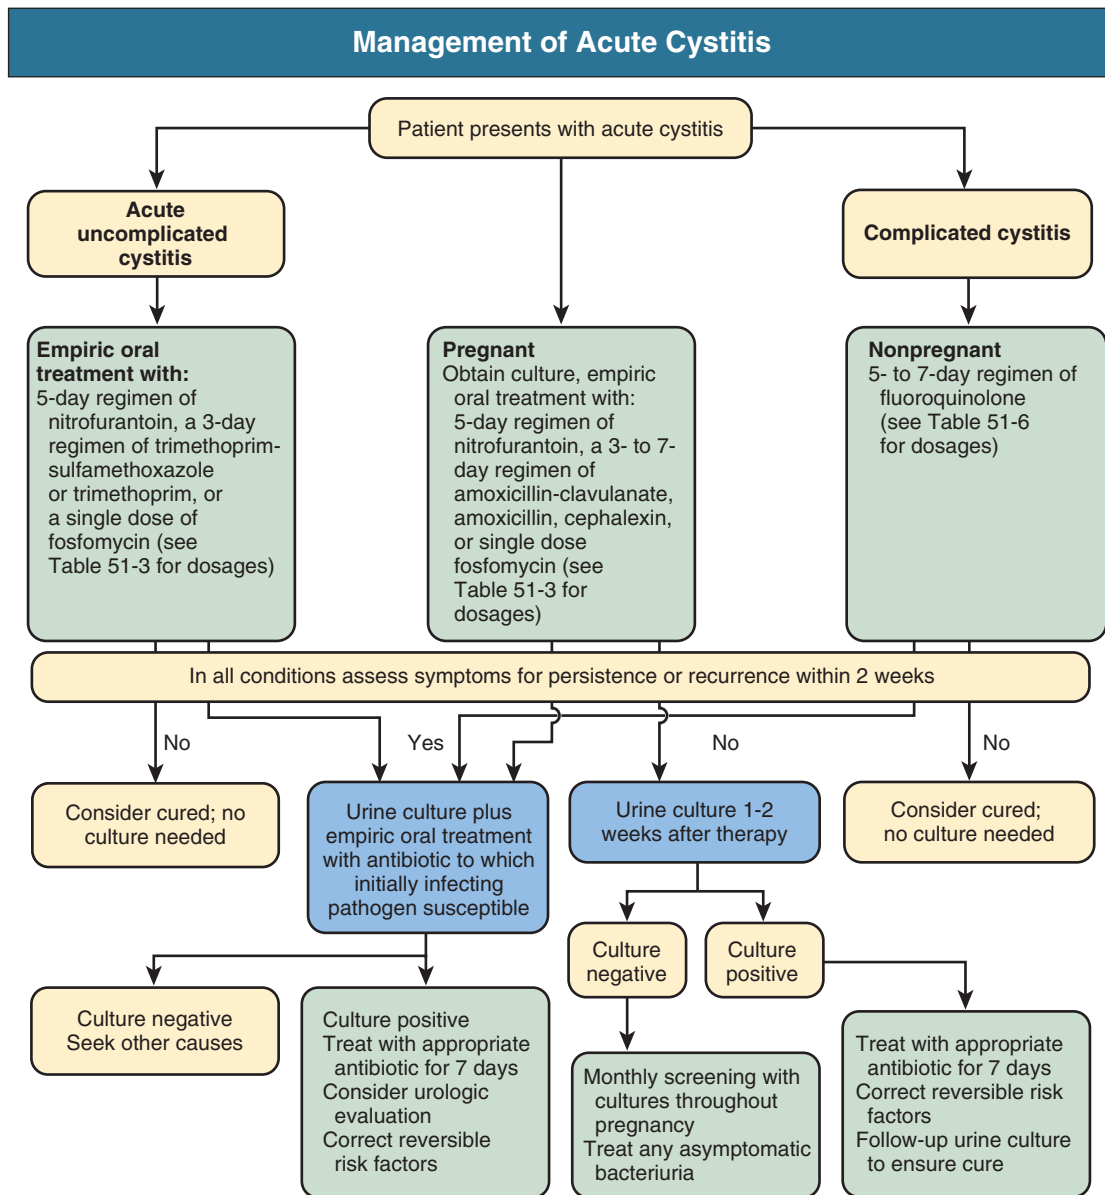 Management of Acute Cystitis
Patient presents with acute cystitis
Acute
uncomplicated
cystitis
Complicated cystitis
Empiric oral
treatment with:
5-day regimen of
nitrofurantoin, a 3-day
regimen of trimethoprim-
sulfamethoxazole
or trimethoprim, or
a single dose of
fosfomycin (see
Table 51-3 for dosages)
Pregnant
Obtain culture, empiric
oral treatment with:
5-day regimen of
nitrofurantoin, a 3- to 7-
day regimen of
amoxicillin-clavulanate,
amoxicillin, cephalexin,
or single dose
fosfomycin (see
Table 51-3 for
dosages)
Nonpregnant
5- to 7-day regimen of
fluoroquinolone
(see Table 51-6
for dosages)
In all conditions assess symptoms for persistence or recurrence within 2 weeks
No
Yes
No
No
Consider cured; no
culture needed
Urine culture plus
empiric oral treatment
with antibiotic to which
initially infecting
pathogen susceptible
Urine culture 1-2
weeks after therapy
Consider cured;
no culture needed
Culture
negative
Culture
positive
Culture negative
Seek other causes
Culture positive
Treat with appropriate
antibiotic for 7 days
Consider urologic
evaluation
Correct reversible
risk factors
Monthly screening with
cultures throughout
pregnancy
Treat any asymptomatic
bacteriuria
Treat with appropriate
antibiotic for 7 days
Correct reversible risk
factors
Follow-up urine culture
to ensure cure